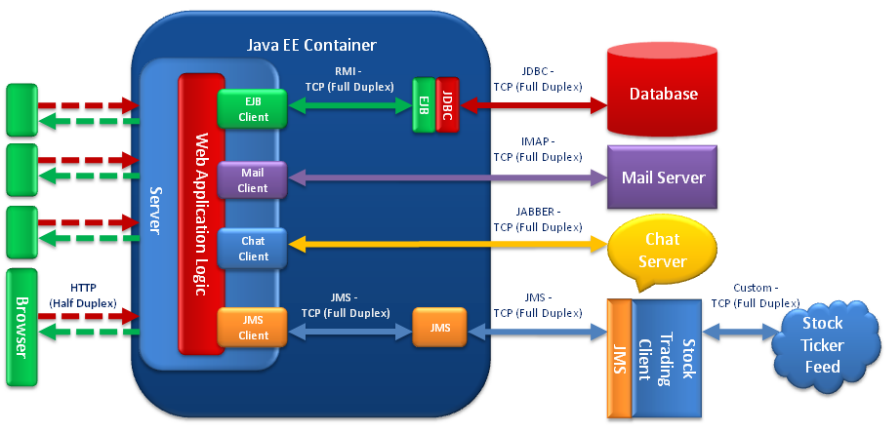 Java EE Container
RMI -
TCP (Full Duplex)
JDBC -
TCP (Full Duplex)
EJB
Client
EJB
JDBC
Database
IMAP -
TCP (Full Duplex)
Mail
Client
Mail Server
Web Application Logic
Server
JABBER -
TCP (Full Duplex)
Chat
Client
Chat
Server
HTTP
(Half Duplex)
Browser
JMS -
TCP (Full Duplex)
JMS -
TCP (Full Duplex)
Custom -
TCP (Full Duplex)
JMS
Client
JMS
JMS
Stock
Trading
Client
Stock
Ticker
Feed